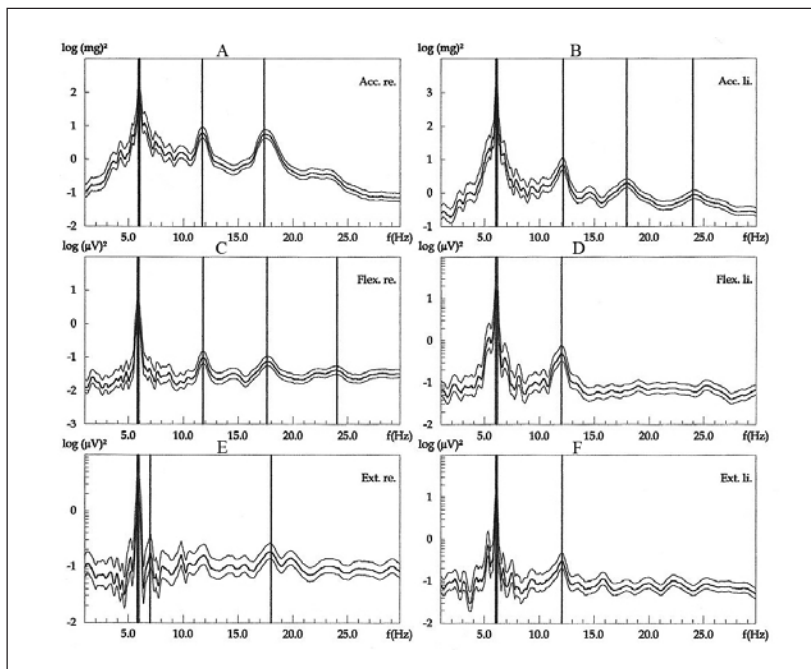 A
log (mg)²
Acc. re.
2
1
0
-1
-2
5.0 10.0 15.0 20.0 25.0 f(Hz)
B
log (mg)²
Acc. li.
3
2
1
0
-1
5.0 10.0 15.0 20.0 25.0 f(Hz)
C
log (µV)²
Flex. re.
1
0
-1
-2
-3
5.0 10.0 15.0 20.0 25.0 f(Hz)
D
log (µV)²
Flex. li.
2
1
0
-1
-2
5.0 10.0 15.0 20.0 25.0 f(Hz)
E
log (µV)²
Ext. re.
0
-1
-2
5.0 10.0 15.0 20.0 25.0 f(Hz)
F
log (µV)²
Ext. li.
2
1
0
-1
-2
5.0 10.0 15.0 20.0 25.0 f(Hz)